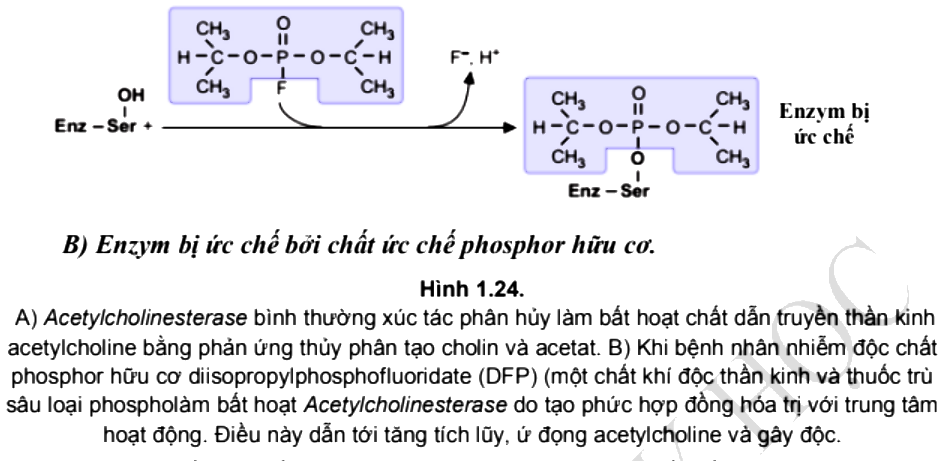 CH₃ O CH₃
H–C–O–P–O–C–H
CH₃ F CH₃
F⁻, H⁺
OH
Enz – Ser +
CH₃ O CH₃
H–C–O–P–O–C–H
CH₃ O CH₃
Enz – Ser
Enzym bị
ức chế
B) Enzym bị ức chế bởi chất ức chế phosphor hữu cơ.
Hình 1.24.
A) Acetylcholinesterase bình thường xúc tác phân hủy làm bất hoạt chất dẫn truyền thần kinh
acetylcholine bằng phản ứng thủy phân tạo cholin và acetat. B) Khi bệnh nhân nhiễm độc chất
phosphor hữu cơ diisopropylphosphofluoridate (DFP) (một chất khí độc thần kinh và thuốc trừ
sâu loại phospholàm bất hoạt Acetylcholinesterase do tạo phức hợp đồng hóa trị với trung tâm
hoạt động. Điều này dẫn tới tăng tích lũy, ứ đọng acetylcholine và gây độc.
Y HỌC